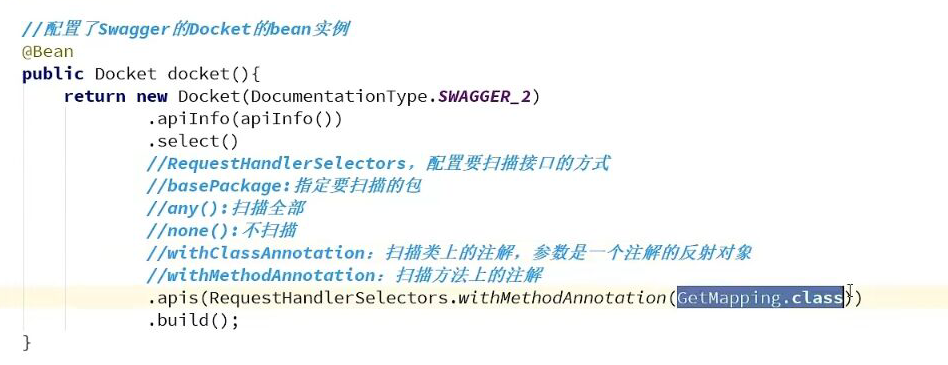 //配置了Swagger的Docket的bean实例
@Bean
public Docket docket(){
return new Docket(DocumentationType.SWAGGER_2)
.apiInfo(apiInfo())
.select()
//RequestHandlerSelectors，配置要扫描接口的方式
//basePackage:指定要扫描的包
//any():扫描全部
//none():不扫描
//withClassAnnotation：扫描类上的注解，参数是一个注解的反射对象
//withMethodAnnotation：扫描方法上的注解
.apis(RequestHandlerSelectors.withMethodAnnotation(GetMapping.class))
.build();
}